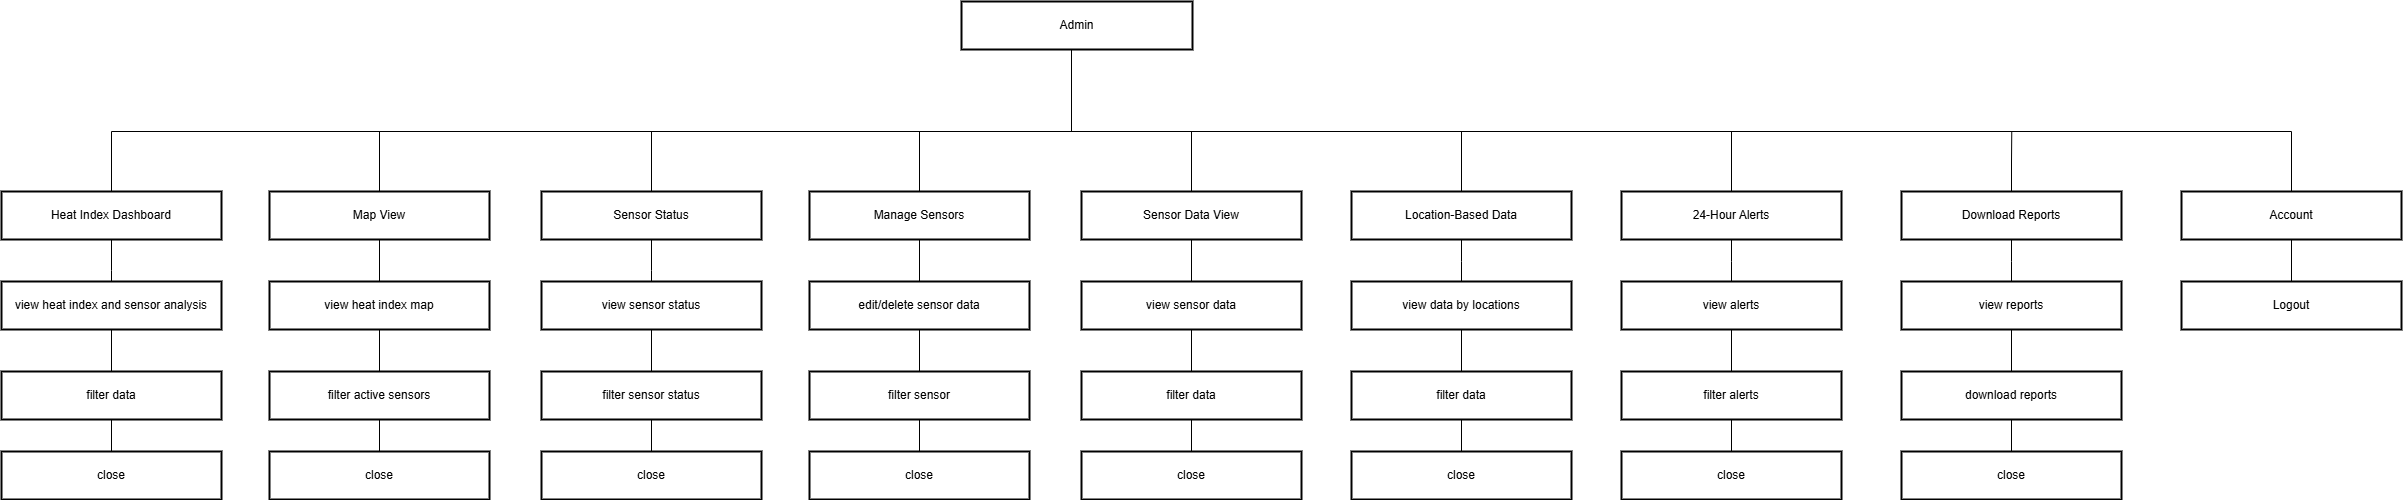 Admin
Heat Index Dashboard
Map View
Sensor Status
Manage Sensors
Sensor Data View
Location-Based Data
24-Hour Alerts
Download Reports
Account
view heat index and sensor analysis
view heat index map
view sensor status
edit/delete sensor data
view sensor data
view data by locations
view alerts
view reports
Logout
filter data
filter active sensors
filter sensor status
filter sensor
filter data
filter data
filter alerts
download reports
close
close
close
close
close
close
close
close